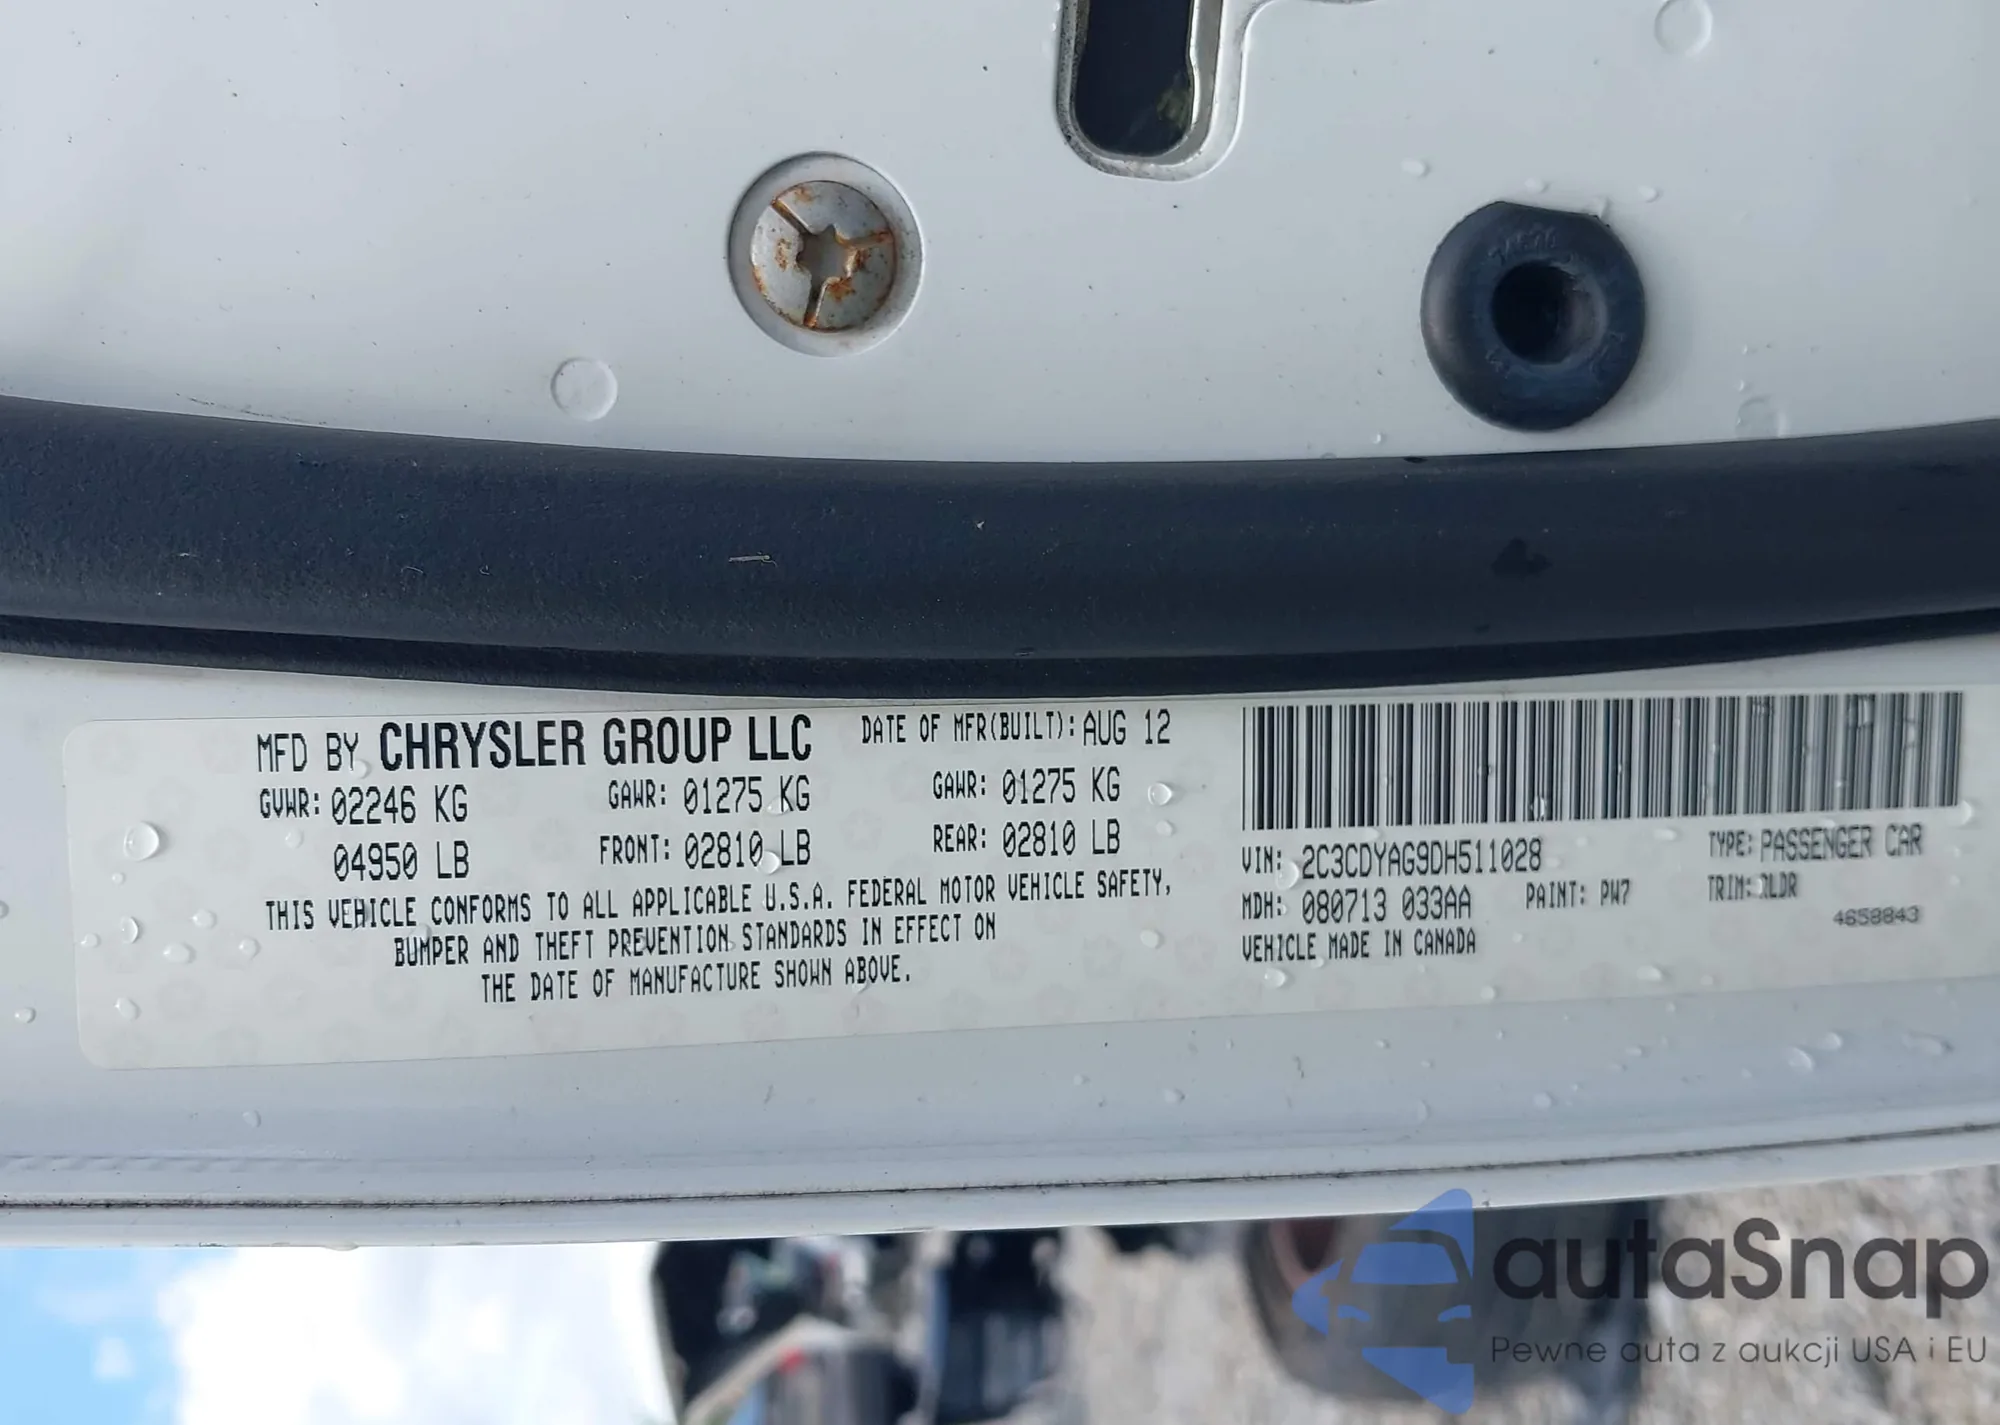 MFD BY CHRYSLER GROUP LLC DATE OF MFR(BUILT): AUG 12
GVWR: 02246 KG GAWR: 01275 KG GAWR: 01275 KG
04950 LB FRONT: 02810 LB REAR: 02810 LB
THIS VEHICLE CONFORMS TO ALL APPLICABLE U.S.A. FEDERAL MOTOR VEHICLE SAFETY,
BUMPER AND THEFT PREVENTION STANDARDS IN EFFECT ON
THE DATE OF MANUFACTURE SHOWN ABOVE.
VIN: 2C3CDYAG9DH511028 TYPE: PASSENGER CAR
MDH: 080713 033AA PAINT: PW7 TRIM:
VEHICLE MADE IN CANADA 4658843
autaSnap
Pewne auta z aukcji USA i EU